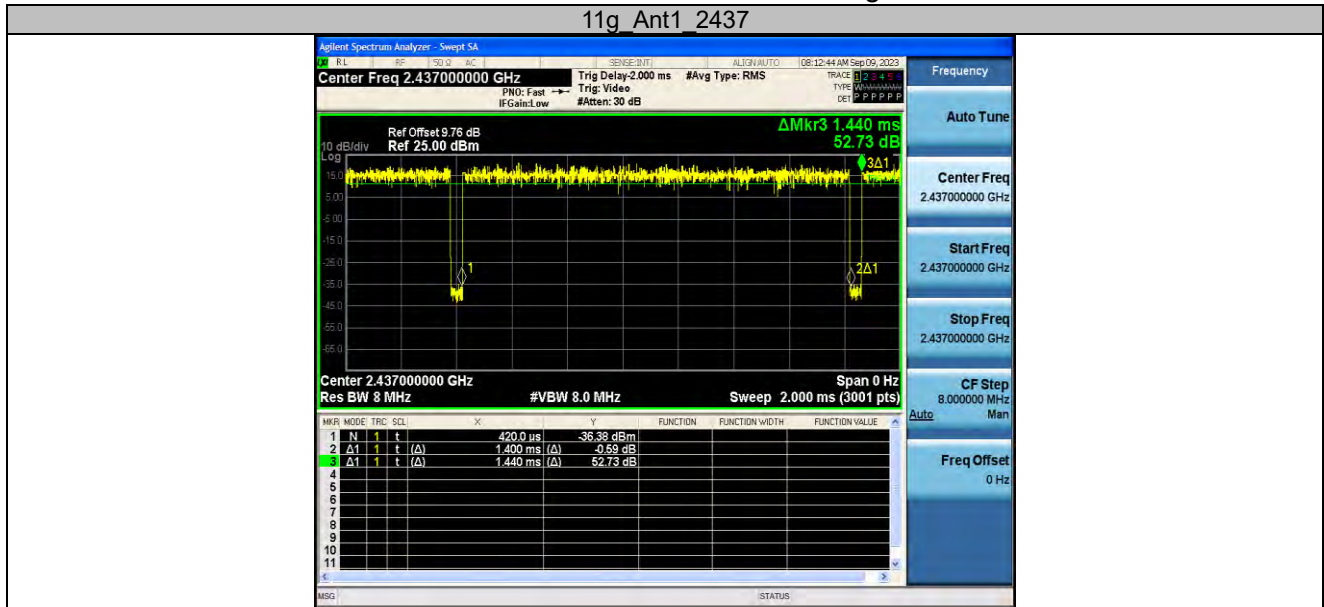 11g_Ant1_2437
Agilent Spectrum Analyzer - Swept SA
RL RF 50 Ω AC SENSE:INT ALIGN AUTO 08:12:44 AM Sep 09, 2023
Center Freq 2.437000000 GHz Trig Delay-2.000 ms #Avg Type: RMS TRACE 1 2 3 4 5 6
PNO: Fast Trig: Video TYPE
IFGain:Low #Atten: 30 dB DET P P P P P P
Frequency
Auto Tune
Center Freq
2.437000000 GHz
Start Freq
2.437000000 GHz
Stop Freq
2.437000000 GHz
CF Step
8.000000 MHz
Auto Man
Freq Offset
0 Hz
ΔMkr3 1.440 ms
52.73 dB
Ref Offset 9.76 dB
10 dB/div Ref 25.00 dBm
Log
15.0
5.00
-5.00
-15.0
-25.0
-35.0
-45.0
-55.0
-65.0
3Δ1
1
2Δ1
Center 2.437000000 GHz Span 0 Hz
Res BW 8 MHz #VBW 8.0 MHz Sweep 2.000 ms (3001 pts)
MKR MODE TRC SCL X Y FUNCTION FUNCTION WIDTH FUNCTION VALUE
1 N 1 t 420.0 us -36.38 dBm
2 Δ1 1 t (Δ) 1.400 ms (Δ) -0.59 dB
3 Δ1 1 t (Δ) 1.440 ms (Δ) 52.73 dB
4
5
6
7
8
9
10
11
MSG STATUS